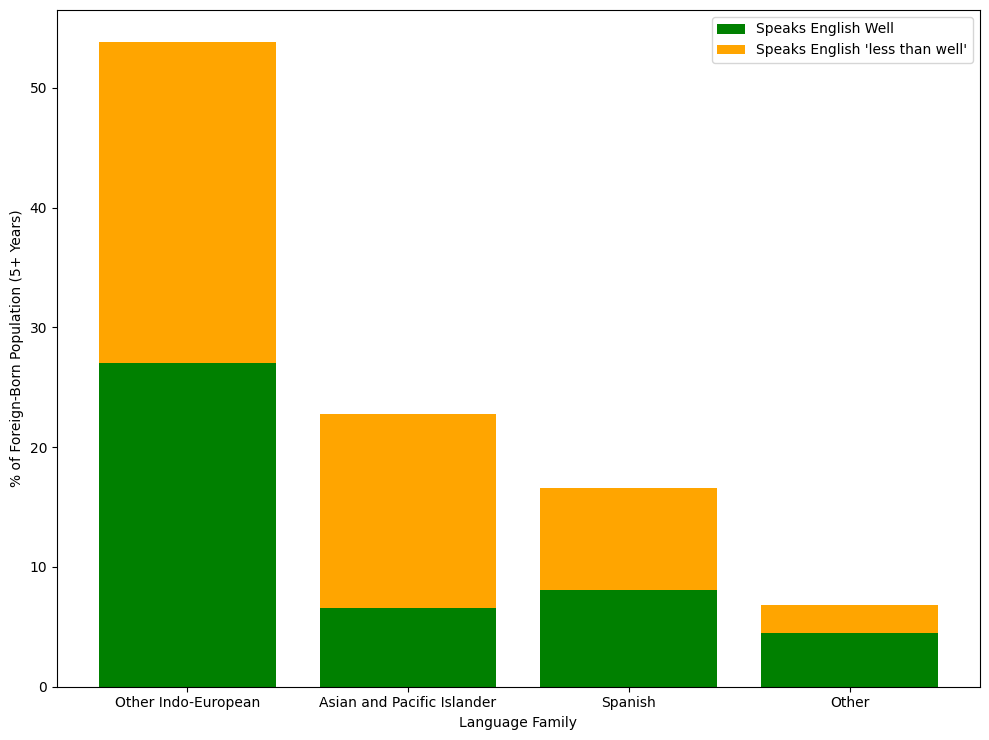 Speaks English Well
Speaks English 'less than well'
% of Foreign-Born Population (5+ Years)
50
40
30
20
10
0
Other Indo-European
Asian and Pacific Islander
Spanish
Other
Language Family